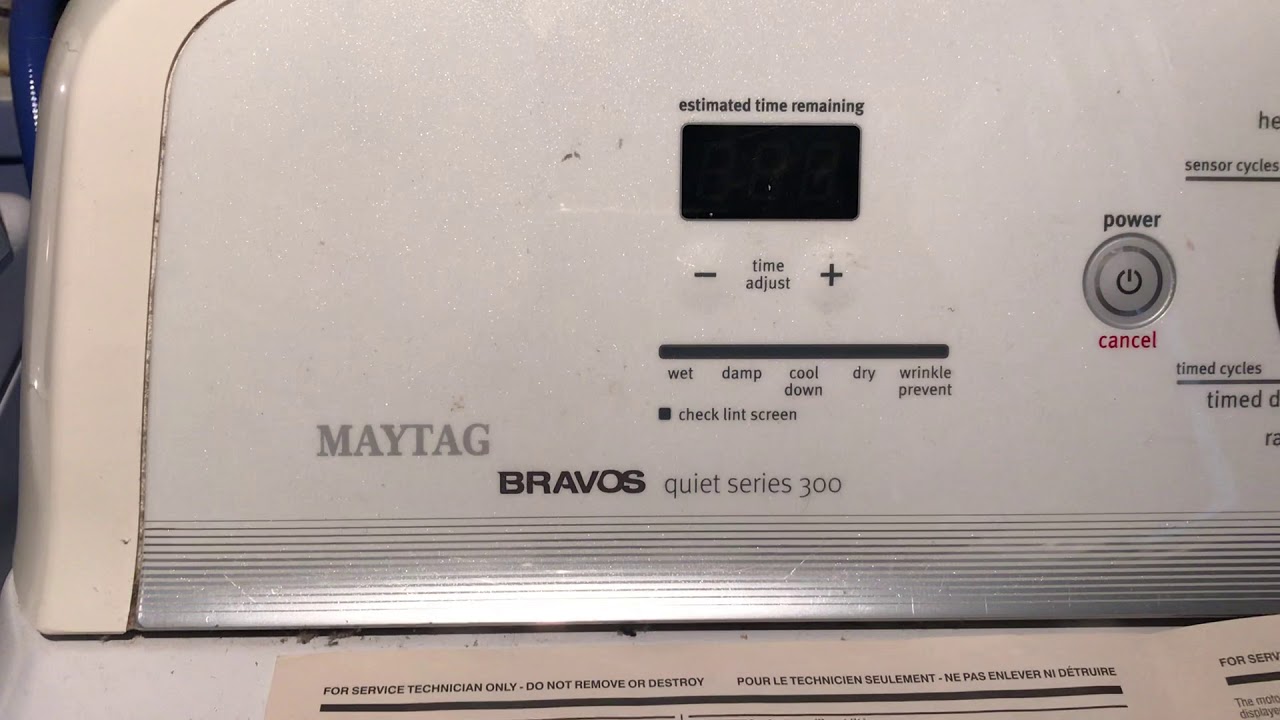 estimated time remaining
time
adjust
power
cancel
sensor cycles
timed cycles
timed
wet damp cool down dry wrinkle prevent
check lint screen
MAYTAG
BRAVOS quiet series 300
FOR SERVICE TECHNICIAN ONLY - DO NOT REMOVE OR DESTROY POUR LE TECHNICIEN SEULEMENT - NE PAS ENLEVER NI DÉTRUIRE
FOR
The